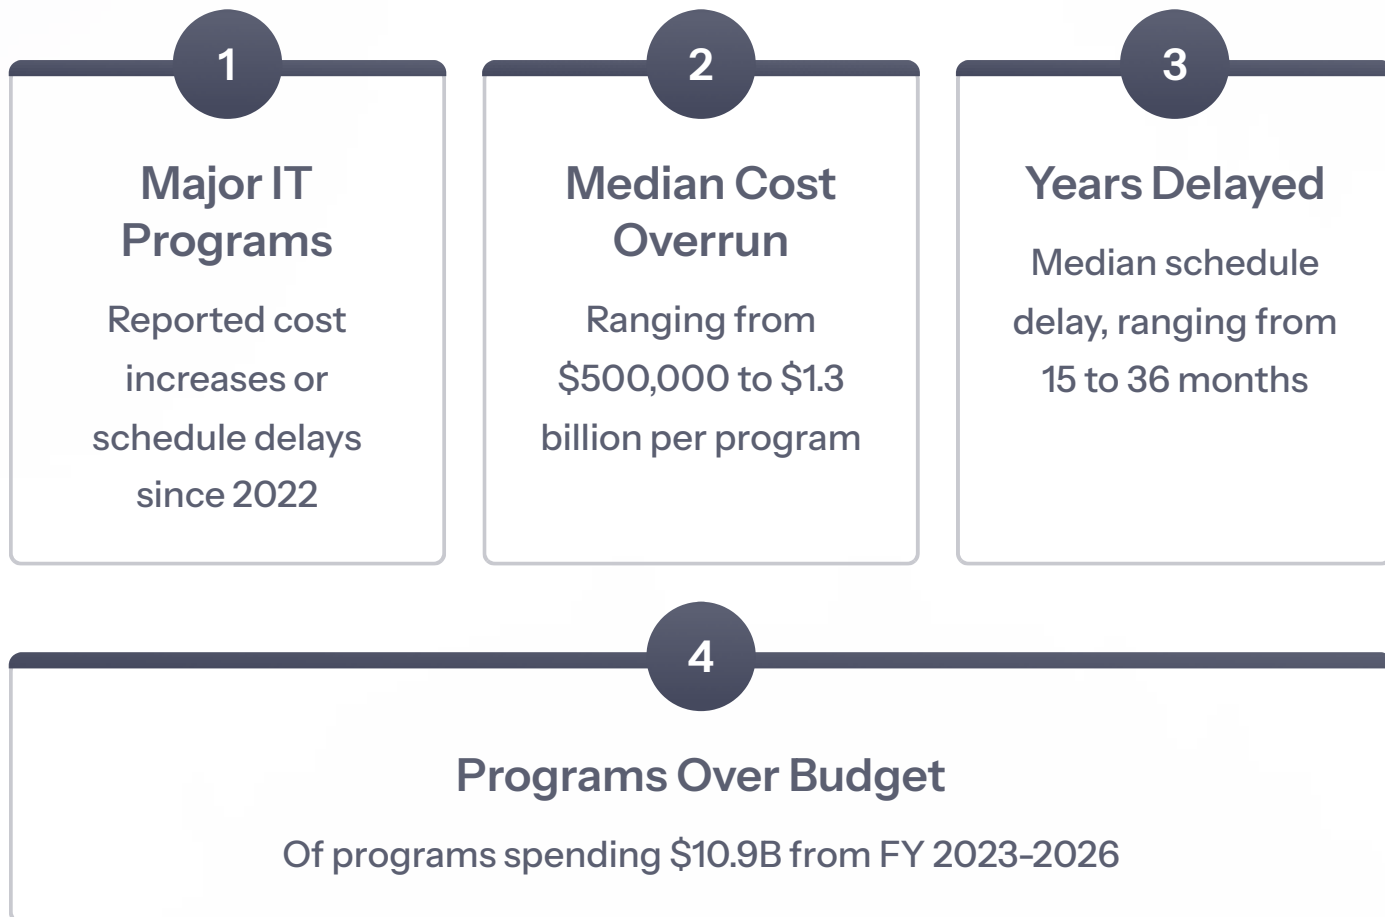 1
Major IT
Programs
Reported cost
increases or
schedule delays
since 2022
2
Median Cost
Overrun
Ranging from
$500,000 to $1.3
billion per program
3
Years Delayed
Median schedule
delay, ranging from
15 to 36 months
4
Programs Over Budget
Of programs spending $10.9B from FY 2023-2026